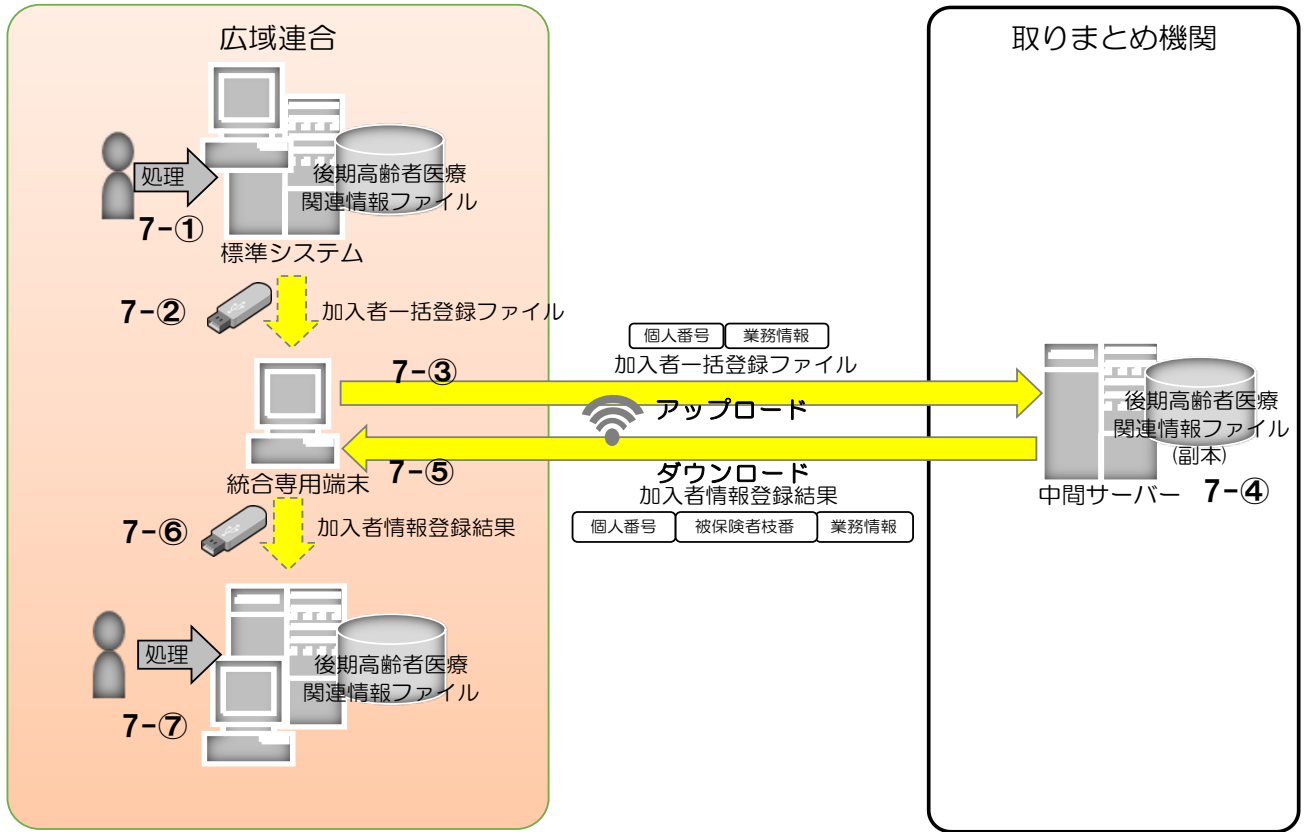 広域連合
取りまとめ機関
処理
後期高齢者医療
関連情報ファイル
7-①
標準システム
7-②
加入者一括登録ファイル
個人番号 業務情報
加入者一括登録ファイル
7-③
アップロード
後期高齢者医療
関連情報ファイル
(副本)
7-⑤
ダウンロード
統合専用端末
加入者情報登録結果
中間サーバー 7-④
7-⑥
加入者情報登録結果
個人番号 被保険者枝番 業務情報
処理
後期高齢者医療
関連情報ファイル
7-⑦